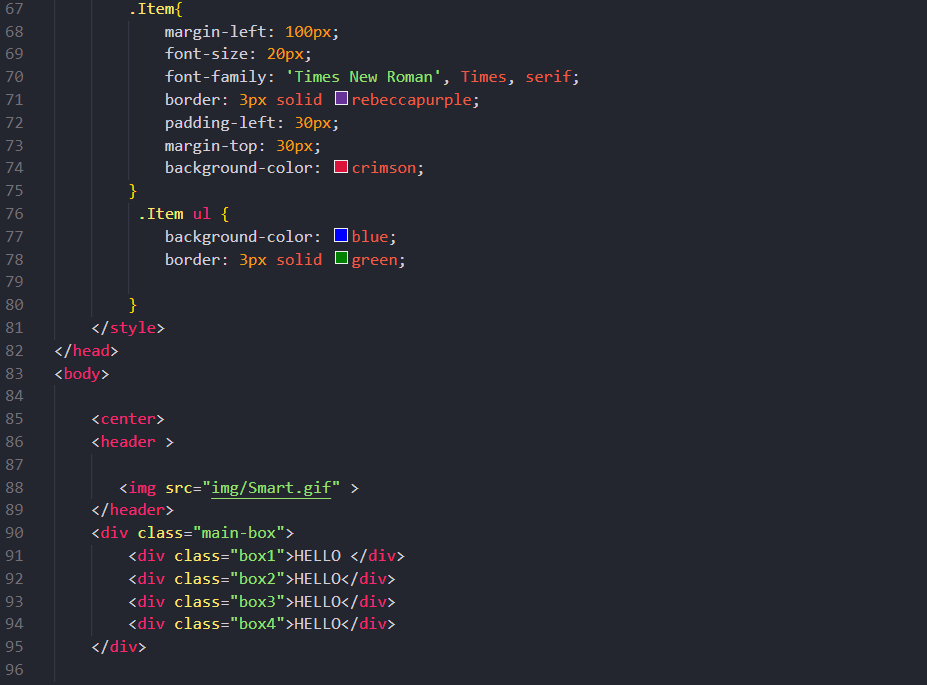 67 .Item{
68 margin-left: 100px;
69 font-size: 20px;
70 font-family: 'Times New Roman', Times, serif;
71 border: 3px solid rebeccapurple;
72 padding-left: 30px;
73 margin-top: 30px;
74 background-color: crimson;
75 }
76 .Item ul {
77 background-color: blue;
78 border: 3px solid green;
79
80 }
81 </style>
82 </head>
83 <body>
84
85 <center>
86 <header >
87
88 <img src="img/Smart.gif" >
89 </header>
90 <div class="main-box">
91 <div class="box1">HELLO </div>
92 <div class="box2">HELLO</div>
93 <div class="box3">HELLO</div>
94 <div class="box4">HELLO</div>
95 </div>
96